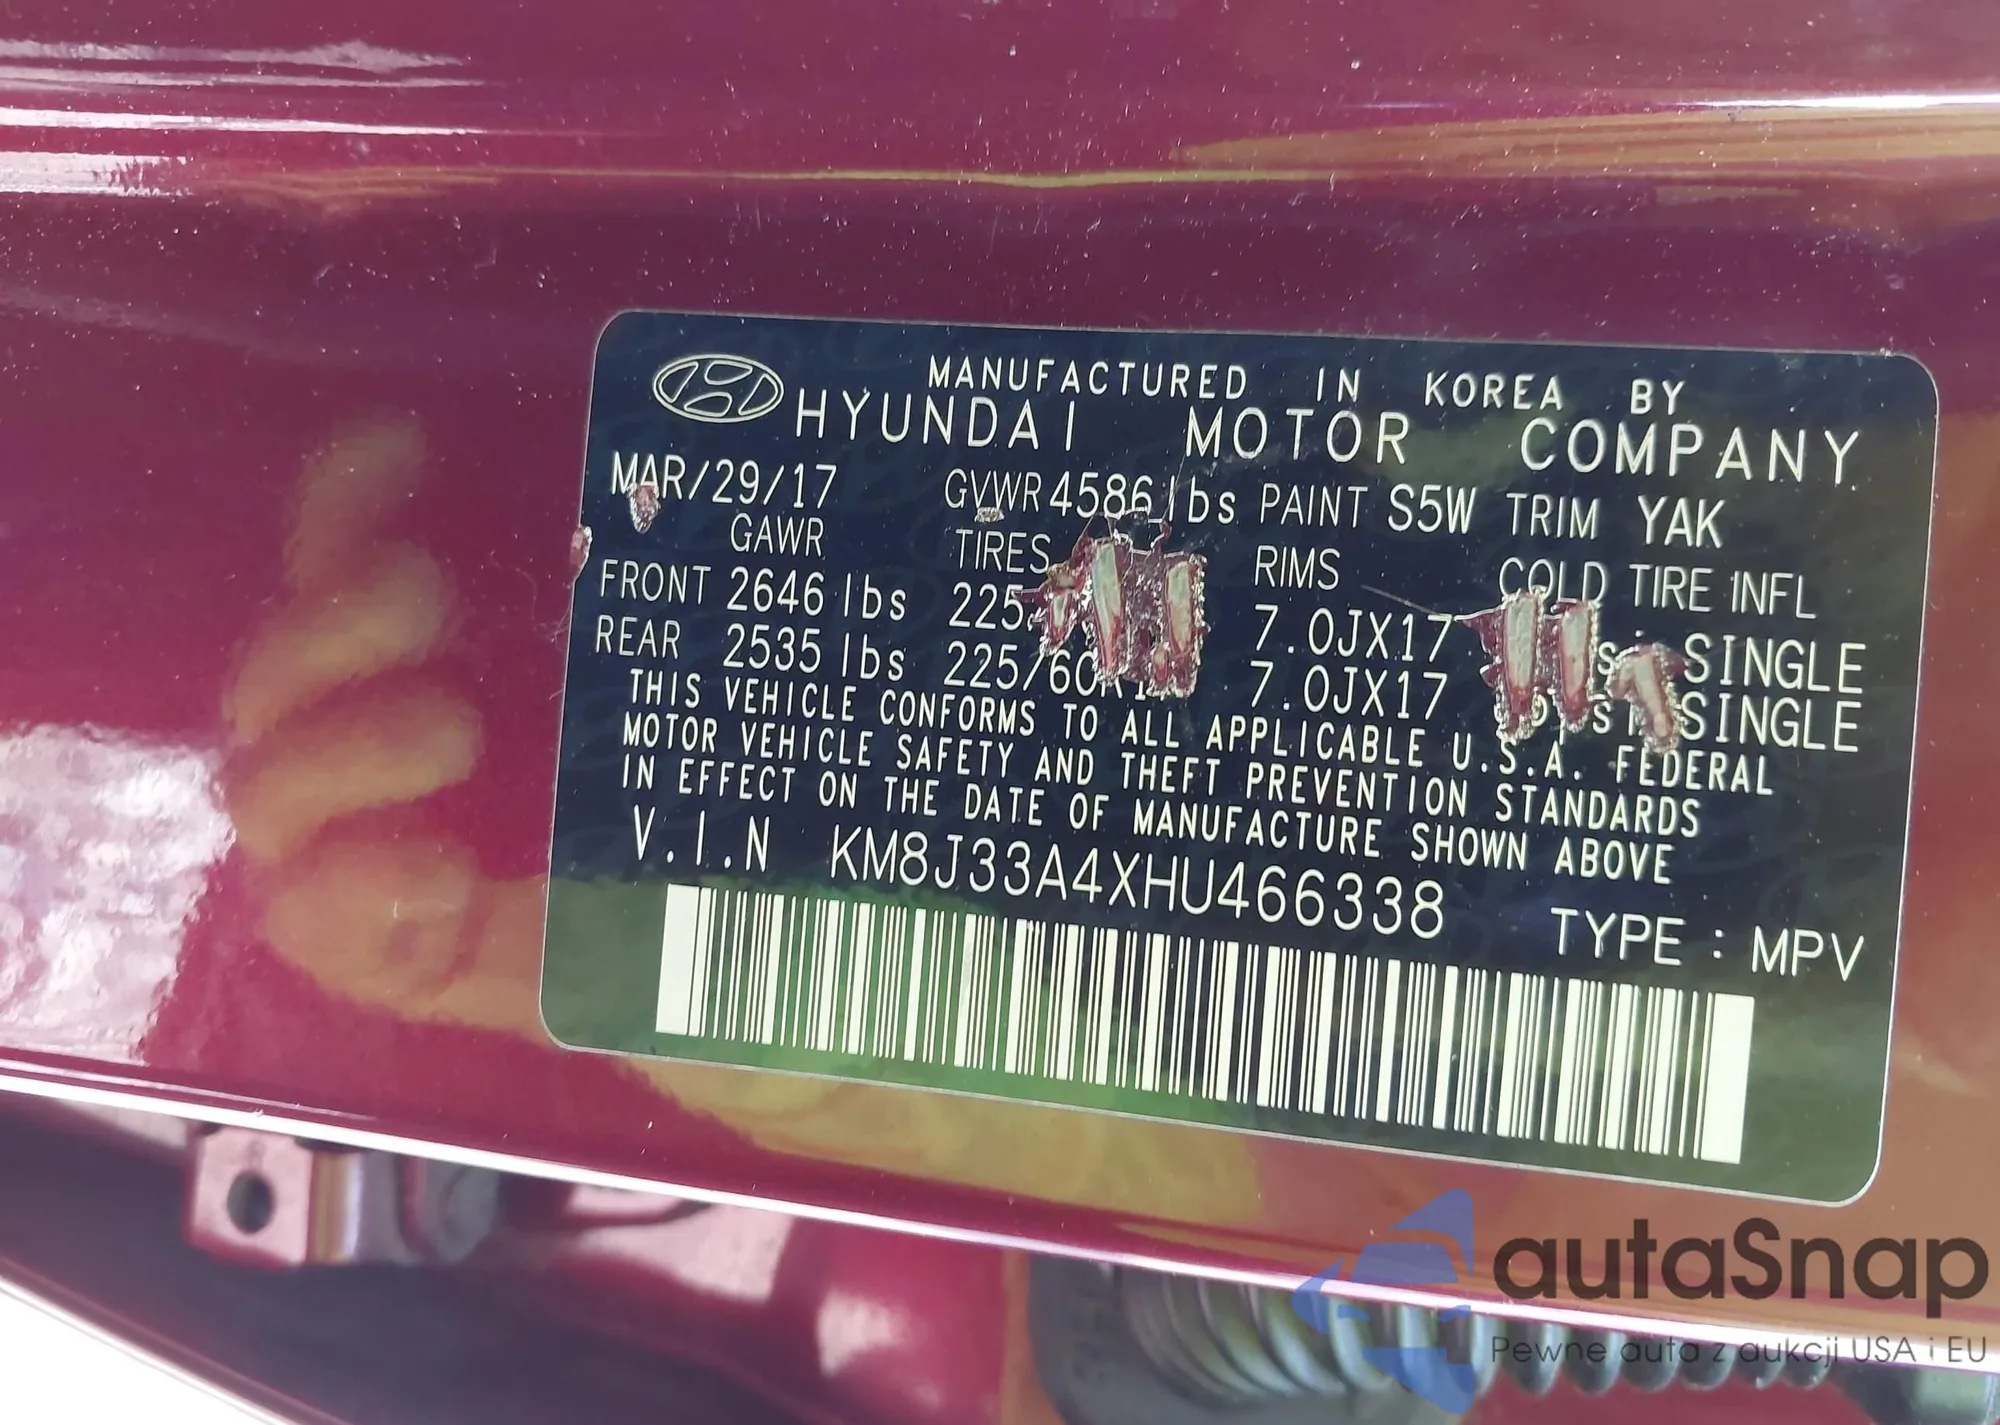 MANUFACTURED IN KOREA BY
HYUNDAI MOTOR COMPANY
MAR/29/17 GVWR 4586 lbs PAINT S5W TRIM YAK
GAWR TIRES RIMS COLD TIRE INFL
FRONT 2646 lbs 7.0JX17 SINGLE
REAR 2535 lbs 7.0JX17 SINGLE
THIS VEHICLE CONFORMS TO ALL APPLICABLE U.S.A. FEDERAL
MOTOR VEHICLE SAFETY AND THEFT PREVENTION STANDARDS
IN EFFECT ON THE DATE OF MANUFACTURE SHOWN ABOVE
V.I.N KM8J33A4XHU466338 TYPE : MPV
autaSnap
Pewne auta z aukcji USA i EU